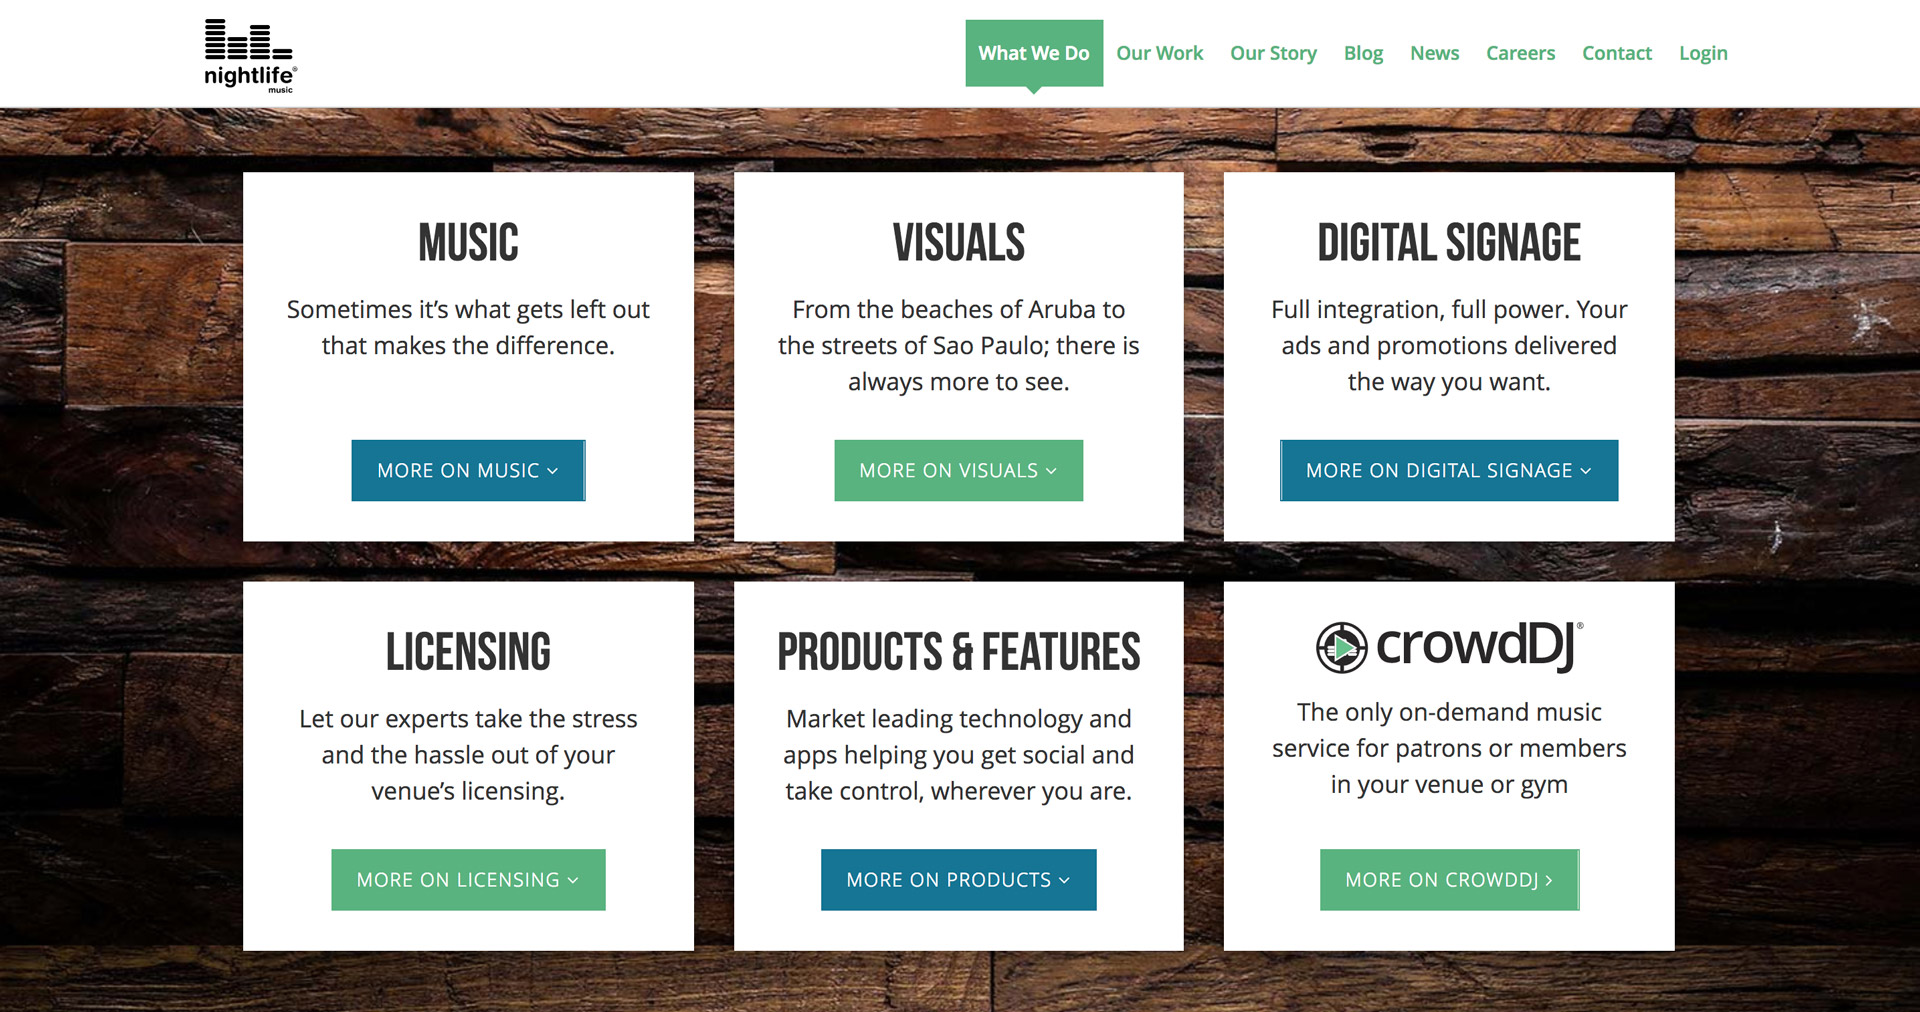 nightlife®
music
What We Do
Our Work
Our Story
Blog
News
Careers
Contact
Login
MUSIC
Sometimes it’s what gets left out
that makes the difference.
MORE ON MUSIC
VISUALS
From the beaches of Aruba to
the streets of Sao Paulo; there is
always more to see.
MORE ON VISUALS
DIGITAL SIGNAGE
Full integration, full power. Your
ads and promotions delivered
the way you want.
MORE ON DIGITAL SIGNAGE
LICENSING
Let our experts take the stress
and the hassle out of your
venue’s licensing.
MORE ON LICENSING
PRODUCTS & FEATURES
Market leading technology and
apps helping you get social and
take control, wherever you are.
MORE ON PRODUCTS
crowdDJ®
The only on-demand music
service for patrons or members
in your venue or gym
MORE ON CROWDDJ